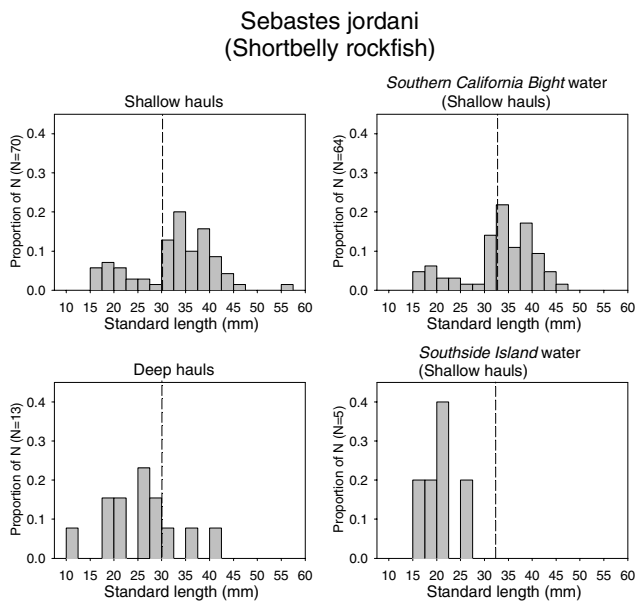 Sebastes jordani
(Shortbelly rockfish)
Shallow hauls
Proportion of N (N=70)
0.4
0.3
0.2
0.1
0.0
10 15 20 25 30 35 40 45 50 55 60
Standard length (mm)
Southern California Bight water
(Shallow hauls)
Proportion of N (N=64)
0.4
0.3
0.2
0.1
0.0
10 15 20 25 30 35 40 45 50 55 60
Standard length (mm)
Deep hauls
Proportion of N (N=13)
0.4
0.3
0.2
0.1
0.0
10 15 20 25 30 35 40 45 50 55 60
Standard length (mm)
Southside Island water
(Shallow hauls)
Proportion of N (N=5)
0.4
0.3
0.2
0.1
0.0
10 15 20 25 30 35 40 45 50 55 60
Standard length (mm)